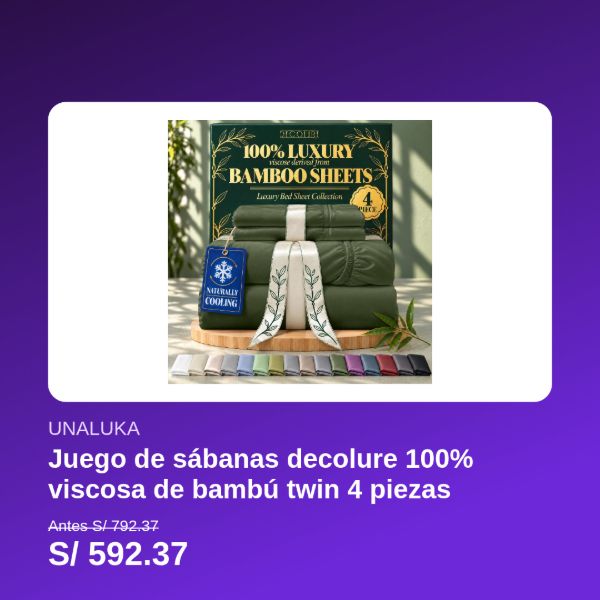 DECOLURE
100% LUXURY
viscose derived from
BAMBOO SHEETS
Luxury Bed Sheet Collection
4
PIECE
NATURALLY
COOLING
UNALUKA
Juego de sábanas decolure 100%
viscosa de bambú twin 4 piezas
Antes S/ 792.37
S/ 592.37